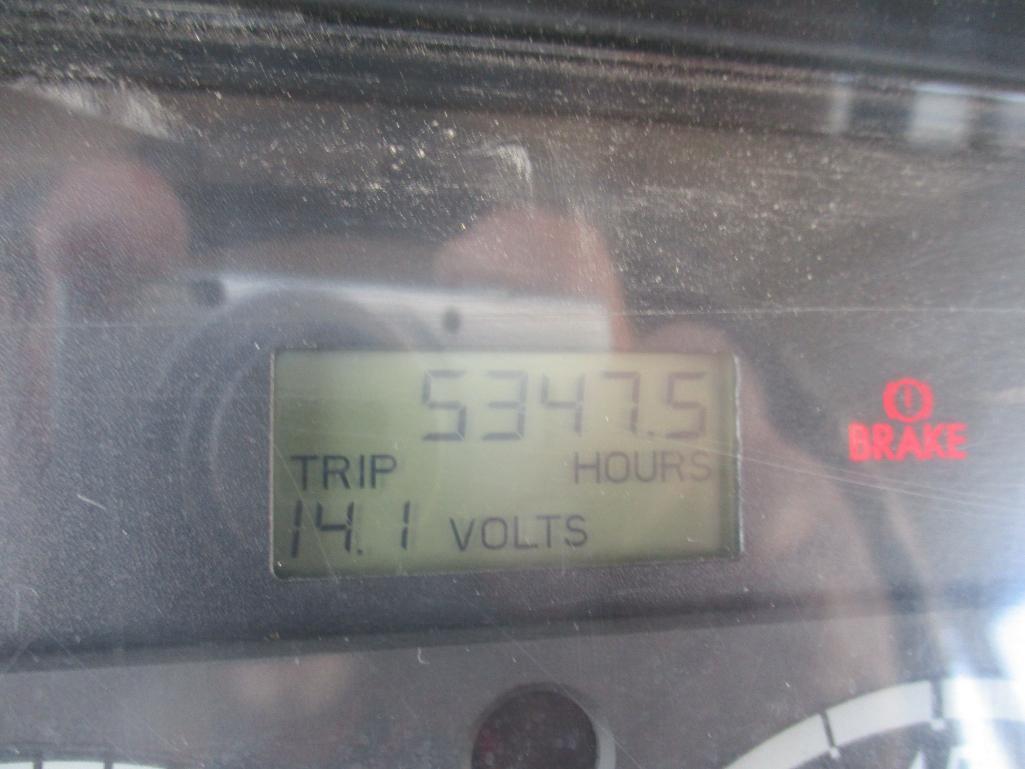 5347.5
TRIP HOURS
14.1 VOLTS
BRAKE